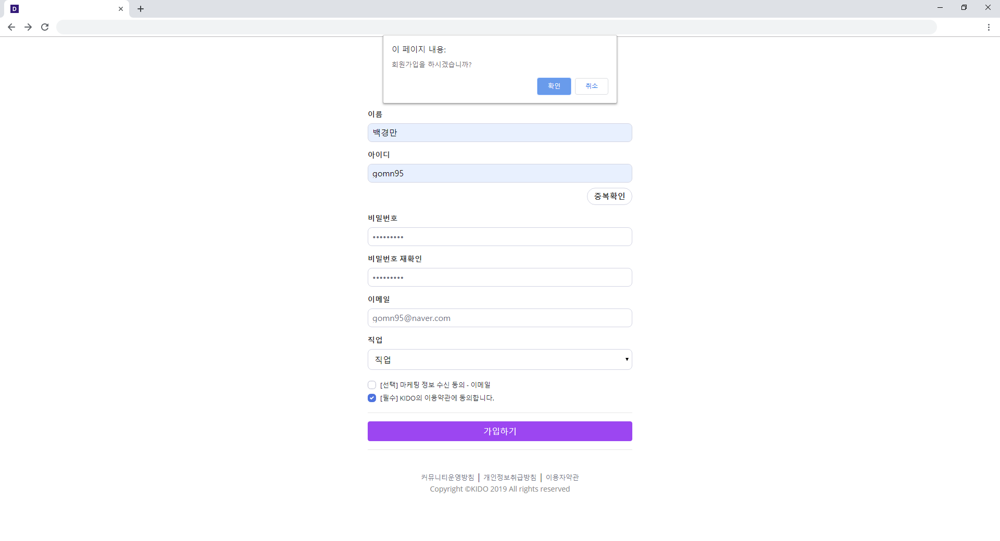 D
이 페이지 내용:
회원가입을 하시겠습니까?
확인 취소
이름
백경만
아이디
gomn95
중복확인
비밀번호
•••••••••
비밀번호 재확인
•••••••••
이메일
gomn95@naver.com
직업
직업
[선택] 마케팅 정보 수신 동의 - 이메일
[필수] KIDO의 이용약관에 동의합니다.
가입하기
커뮤니티운영방침 | 개인정보취급방침 | 이용자약관
Copyright ©KIDO 2019 All rights reserved